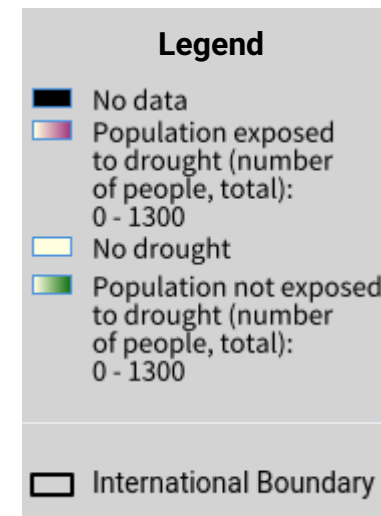 Legend
No data
Population exposed
to drought (number
of people, total):
0 - 1300
No drought
Population not exposed
to drought (number
of people, total):
0 - 1300
International Boundary